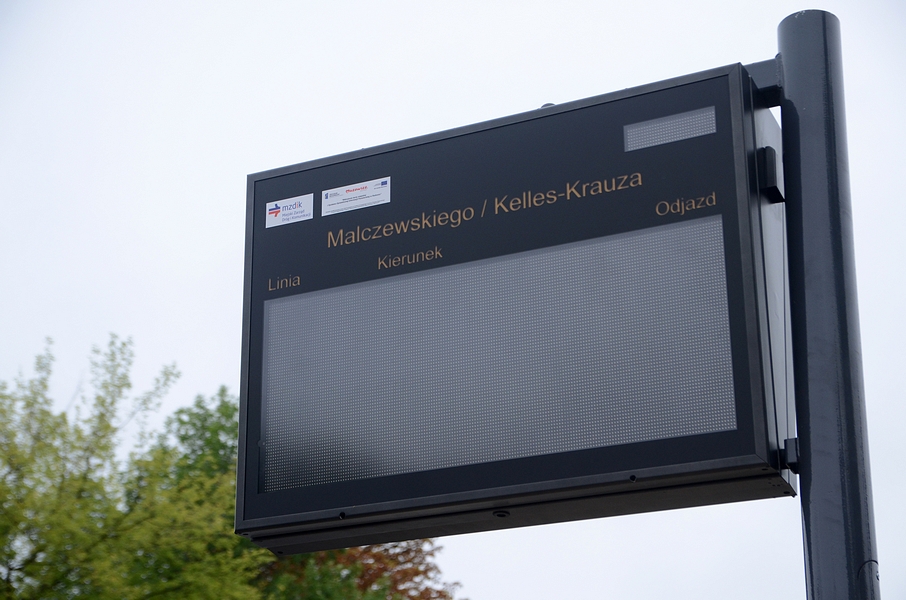 mzdik
Malczewskiego / Kelles-Krauza
Linia
Kierunek
Odjazd